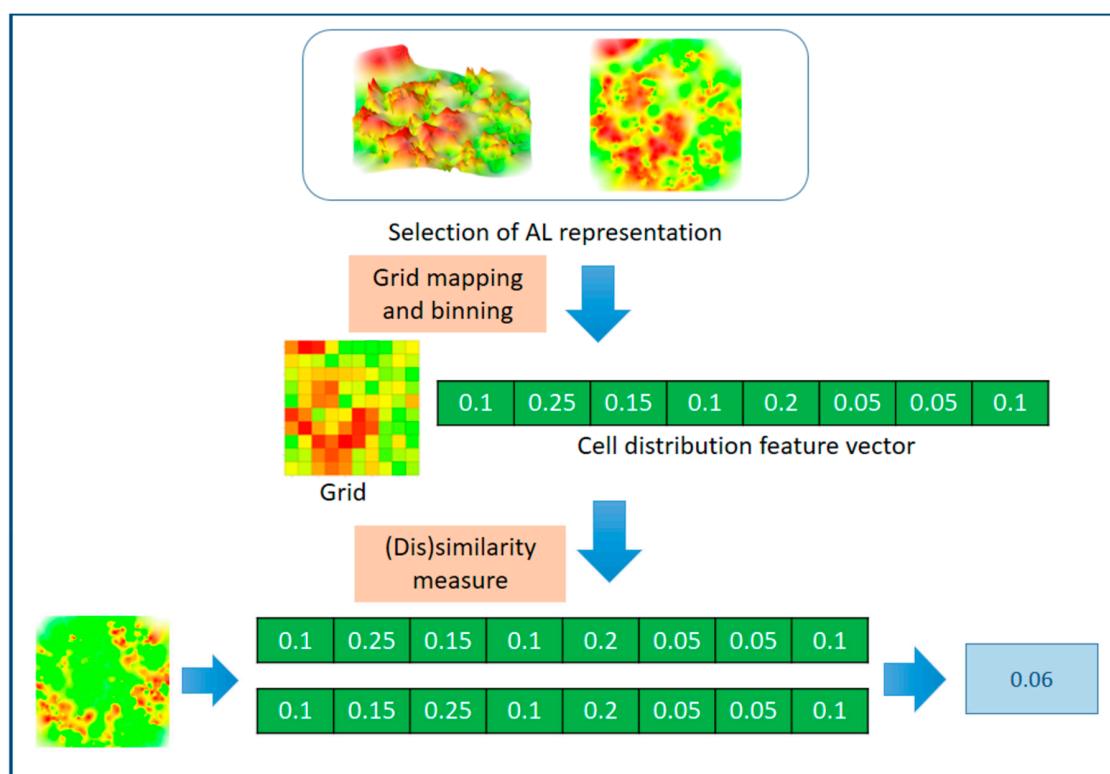 Selection of AL representation
Grid mapping
and binning
0.1 0.25 0.15 0.1 0.2 0.05 0.05 0.1
Cell distribution feature vector
Grid
(Dis)similarity
measure
0.1 0.25 0.15 0.1 0.2 0.05 0.05 0.1
0.06
0.1 0.15 0.25 0.1 0.2 0.05 0.05 0.1